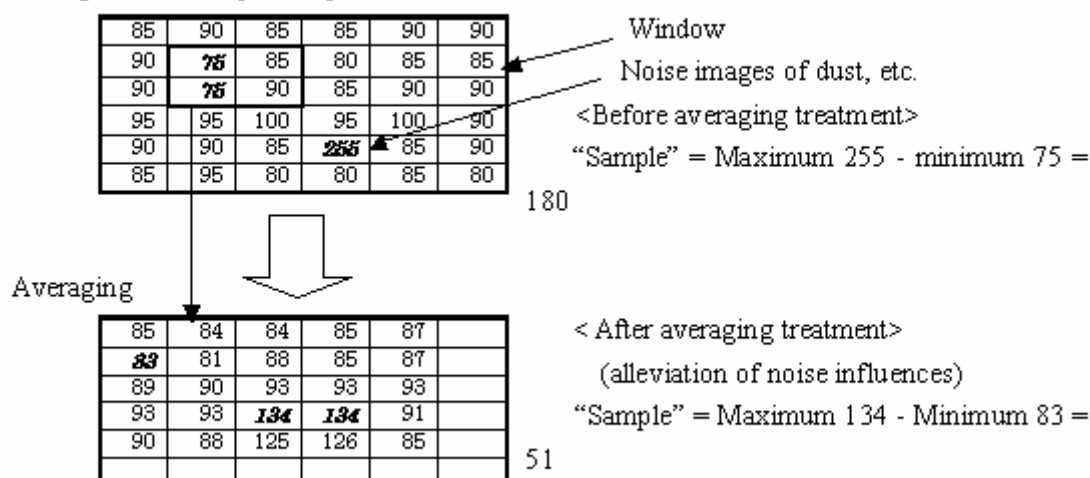 85 90 85 85 90 90
90 75 85 80 85 85
90 75 90 85 90 90
95 95 100 95 100 90
90 90 85 255 85 90
85 95 80 80 85 80
Window
Noise images of dust, etc.
<Before averaging treatment>
“Sample” = Maximum 255 - minimum 75 =
180
Averaging
85 84 84 85 87
83 81 88 85 87
89 90 93 93 93
93 93 134 134 91
90 88 125 126 85
< After averaging treatment>
(alleviation of noise influences)
“Sample” = Maximum 134 - Minimum 83 =
51